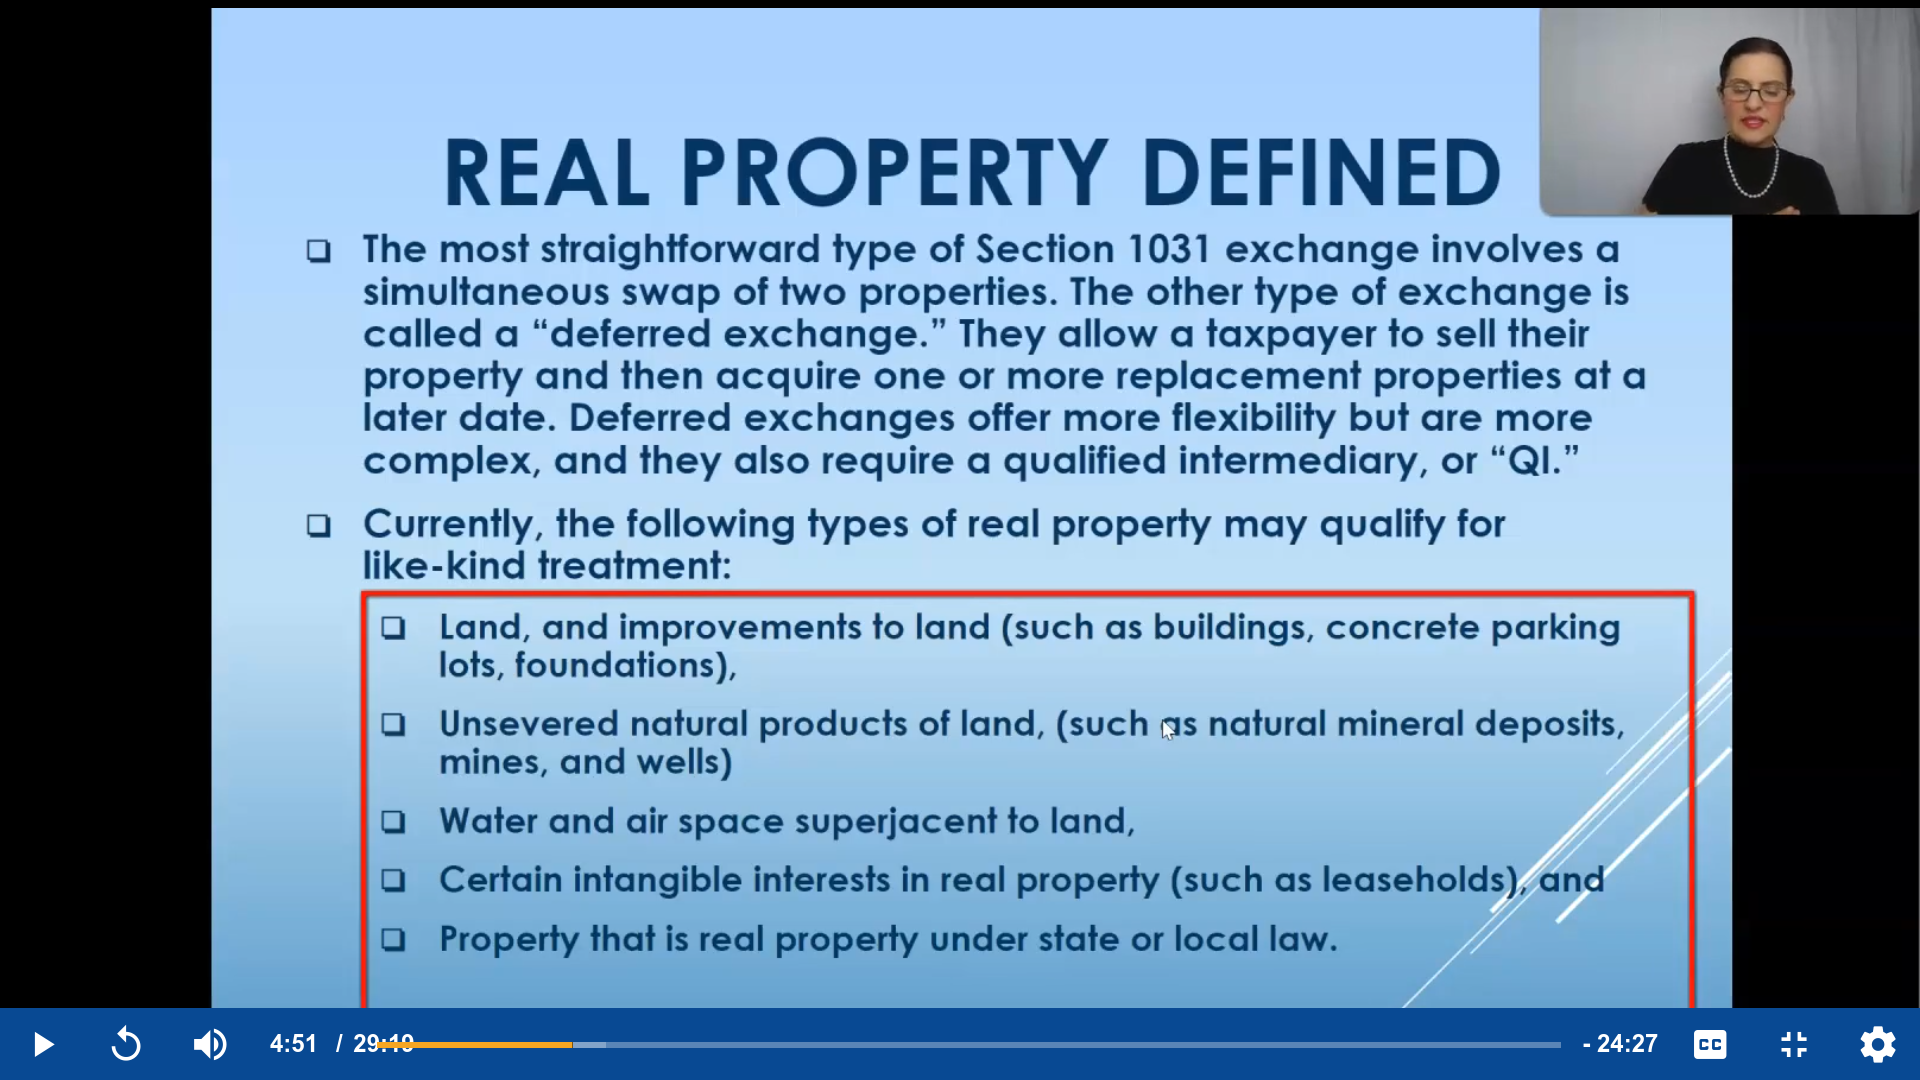 REAL PROPERTY DEFINED
❑ The most straightforward type of Section 1031 exchange involves a
simultaneous swap of two properties. The other type of exchange is
called a “deferred exchange.” They allow a taxpayer to sell their
property and then acquire one or more replacement properties at a
later date. Deferred exchanges offer more flexibility but are more
complex, and they also require a qualified intermediary, or “QI.”
❑ Currently, the following types of real property may qualify for
like-kind treatment:
❑ Land, and improvements to land (such as buildings, concrete parking
lots, foundations),
❑ Unsevered natural products of land, (such as natural mineral deposits,
mines, and wells)
❑ Water and air space superjacent to land,
❑ Certain intangible interests in real property (such as leaseholds), and
❑ Property that is real property under state or local law.
5
4:51 / 29:19 - 24:27 CC